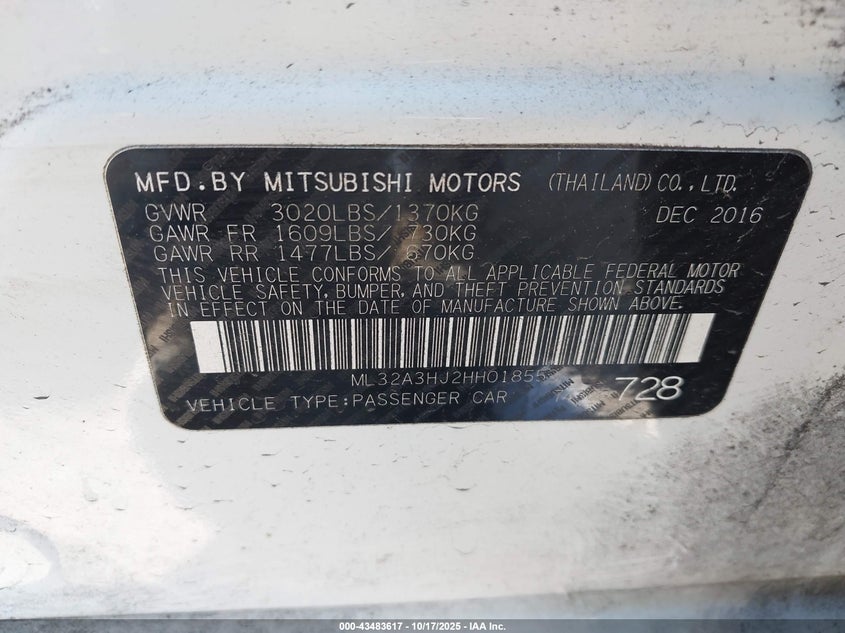 MFD.BY MITSUBISHI MOTORS (THAILAND)CO.,LTD.
GVWR 3020LBS/1370KG DEC 2016
GAWR FR 1609LBS/ 730KG
GAWR RR 1477LBS/ 670KG
THIS VEHICLE CONFORMS TO ALL APPLICABLE FEDERAL MOTOR
VEHICLE SAFETY, BUMPER, AND THEFT PREVENTION STANDARDS
IN EFFECT ON THE DATE OF MANUFACTURE SHOWN ABOVE.
VEHICLE TYPE:PASSENGER CAR 728
000-43483617 - 10/17/2025 - IAA Inc.